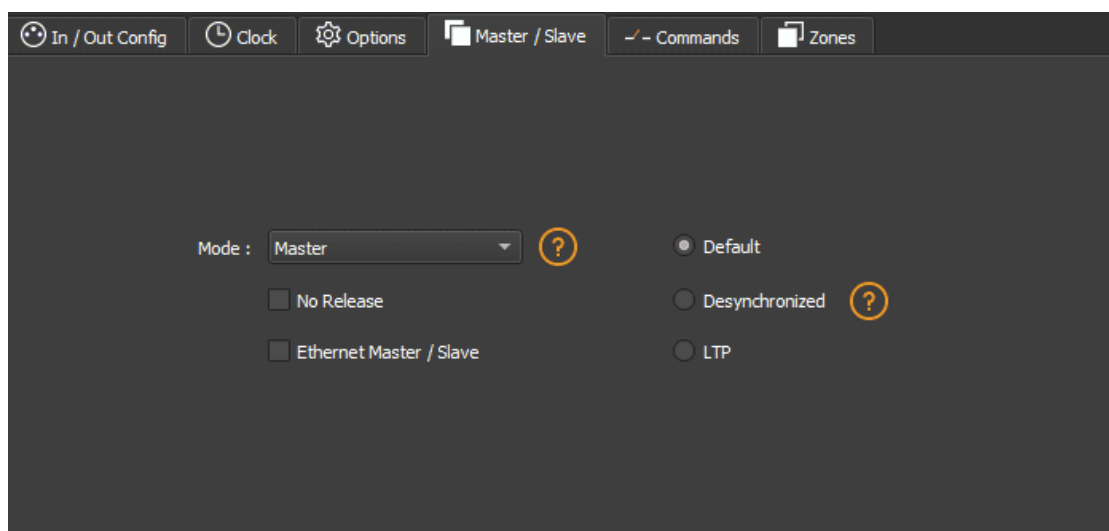 In / Out Config Clock Options Master / Slave Commands Zones
Mode : Master ? Default
No Release Desynchronized ?
Ethernet Master / Slave LTP